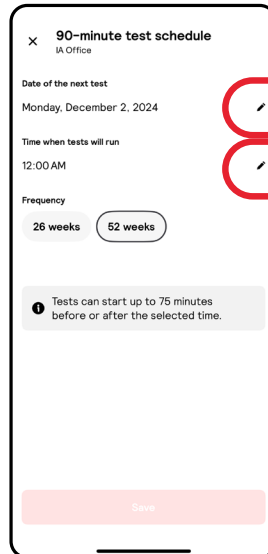 90-minute test schedule
IA Office
Date of the next test
Monday, December 2, 2024
Time when tests will run
12:00 AM
Frequency
26 weeks 52 weeks
Tests can start up to 75 minutes
before or after the selected time.
Save